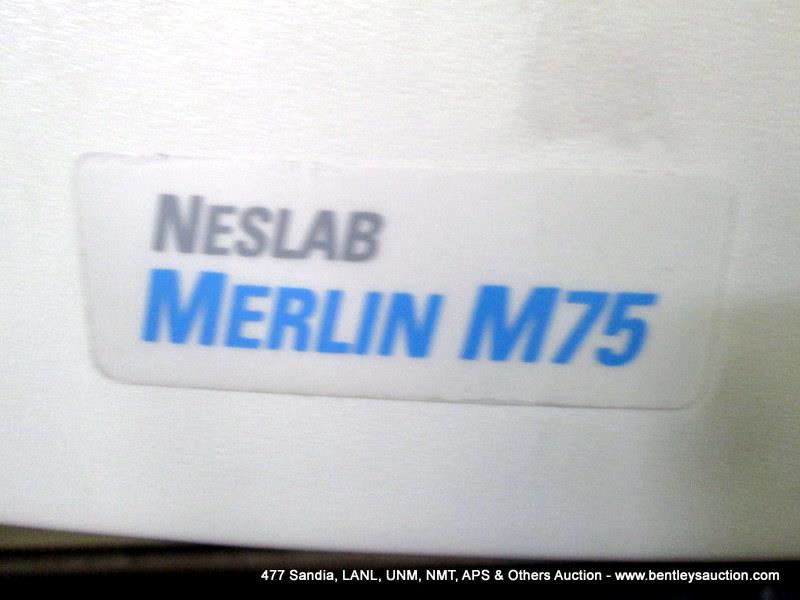 NESLAB
MERLIN M75
477 Sandia, LANL, UNM, NMT, APS & Others Auction - www.bentleysauction.com